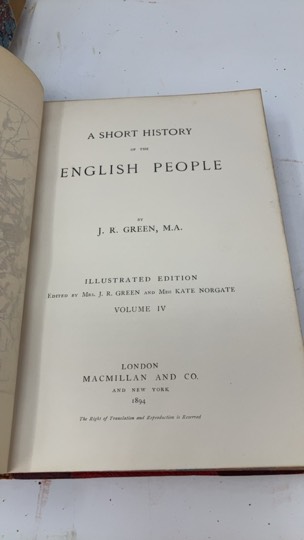 A SHORT HISTORY
OF THE
ENGLISH PEOPLE
BY
J. R. GREEN, M.A.
ILLUSTRATED EDITION
EDITED BY MRS. J. R. GREEN AND MISS KATE NORGATE
VOLUME IV
LONDON
MACMILLAN AND CO.
AND NEW YORK
1894
The Right of Translation and Reproduction is Reserved